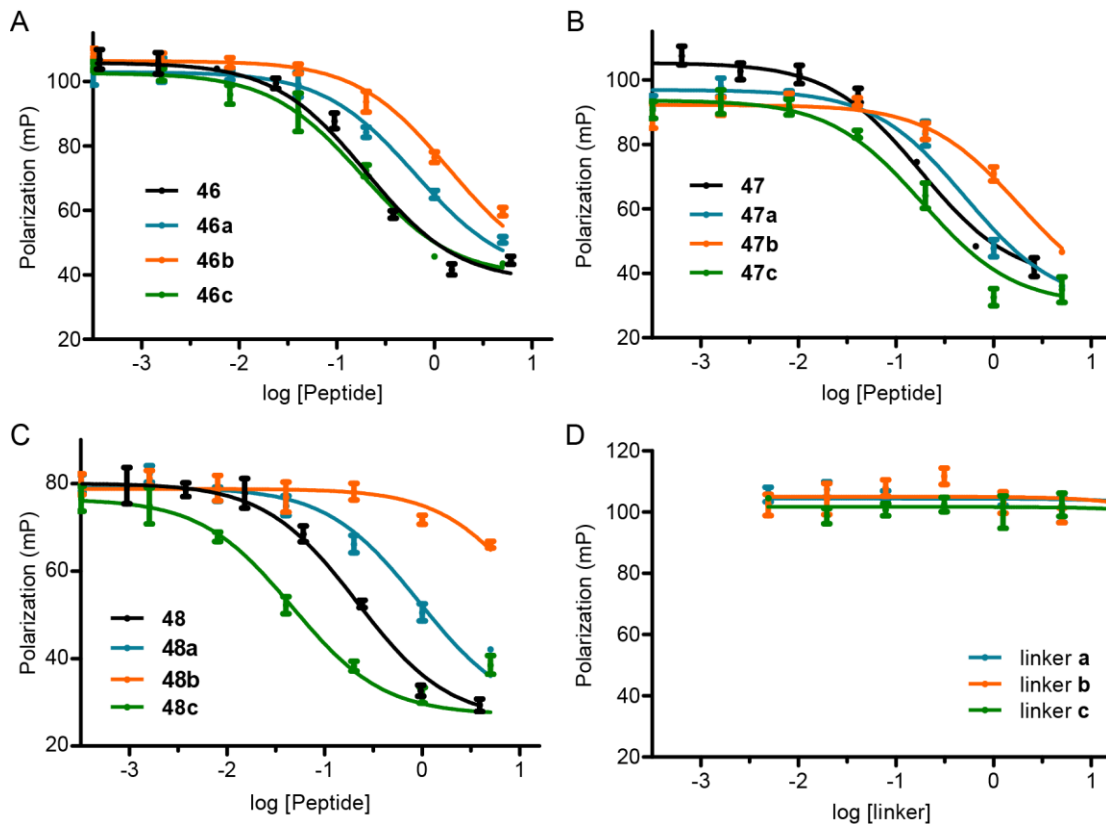 A
Polarization (mP)
100
80
60
40
20
46
46a
46b
46c
-3
-2
-1
0
1
log [Peptide]
B
Polarization (mP)
100
80
60
40
20
47
47a
47b
47c
-3
-2
-1
0
1
log [Peptide]
C
Polarization (mP)
80
60
40
20
48
48a
48b
48c
-3
-2
-1
0
1
log [Peptide]
D
Polarization (mP)
120
100
80
60
40
20
linker a
linker b
linker c
-3
-2
-1
0
1
log [linker]